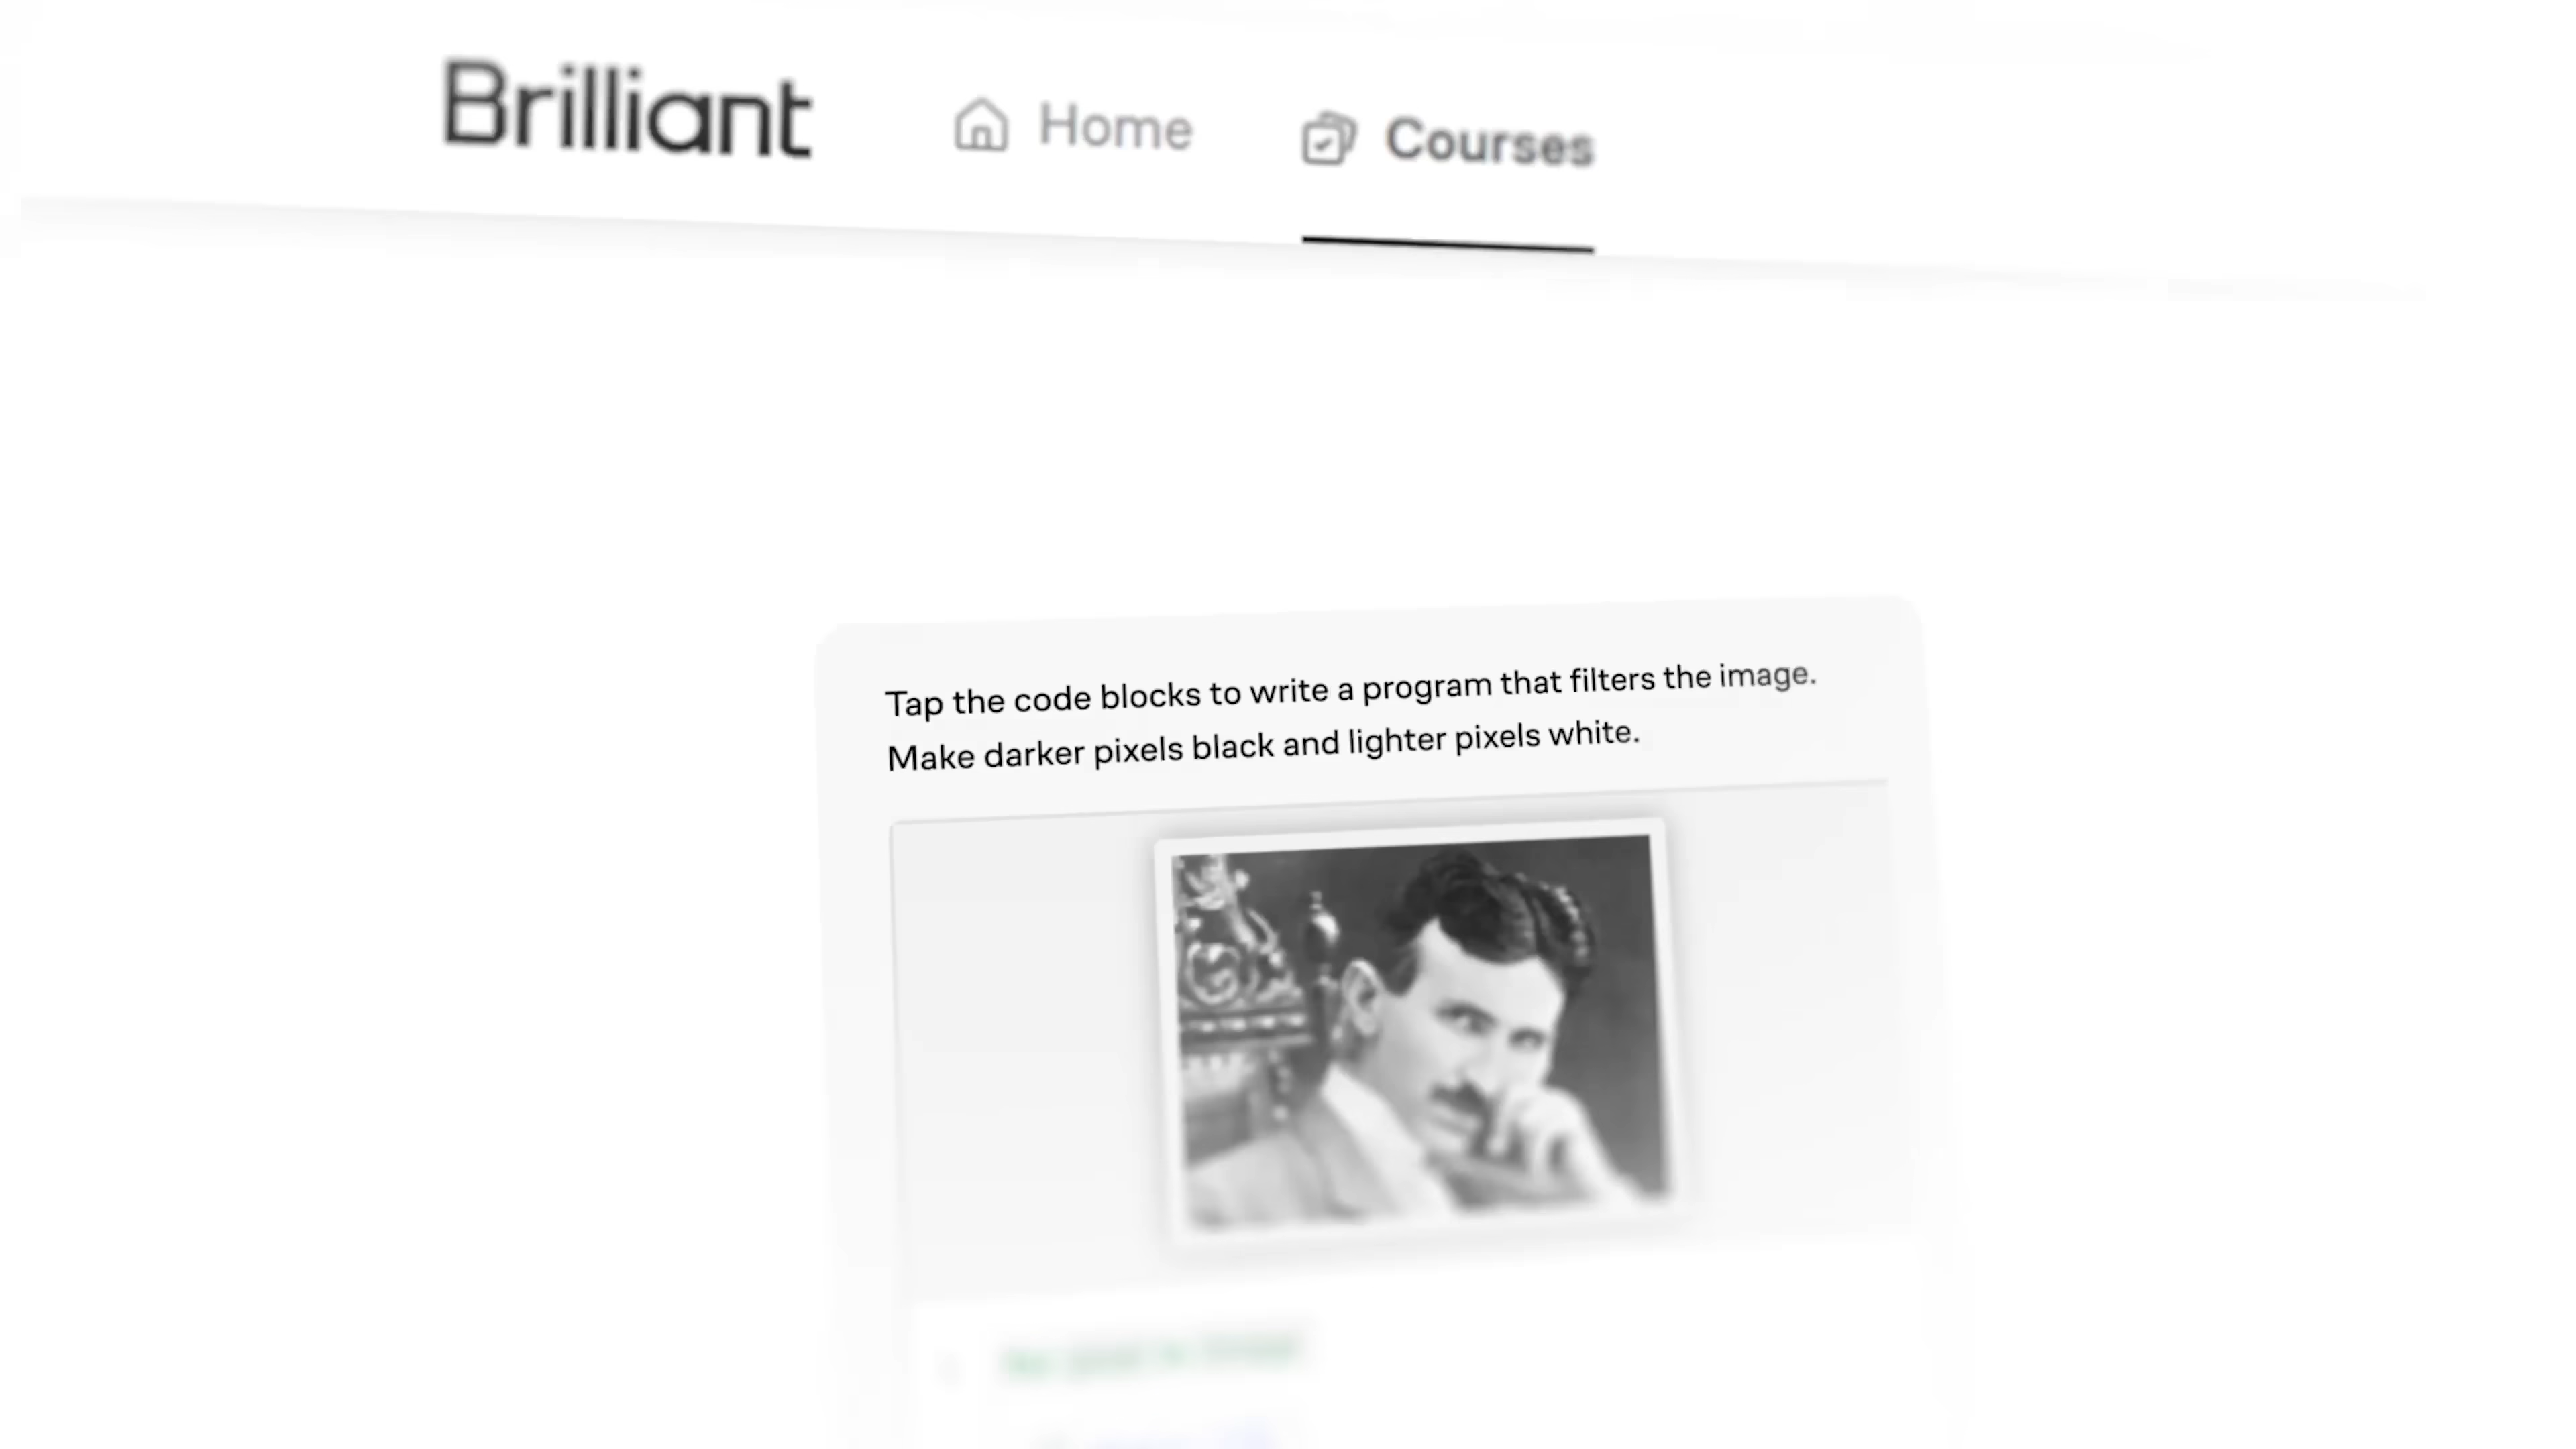 Brilliant
Home
Courses
Tap the code blocks to write a program that filters the image.
Make darker pixels black and lighter pixels white.